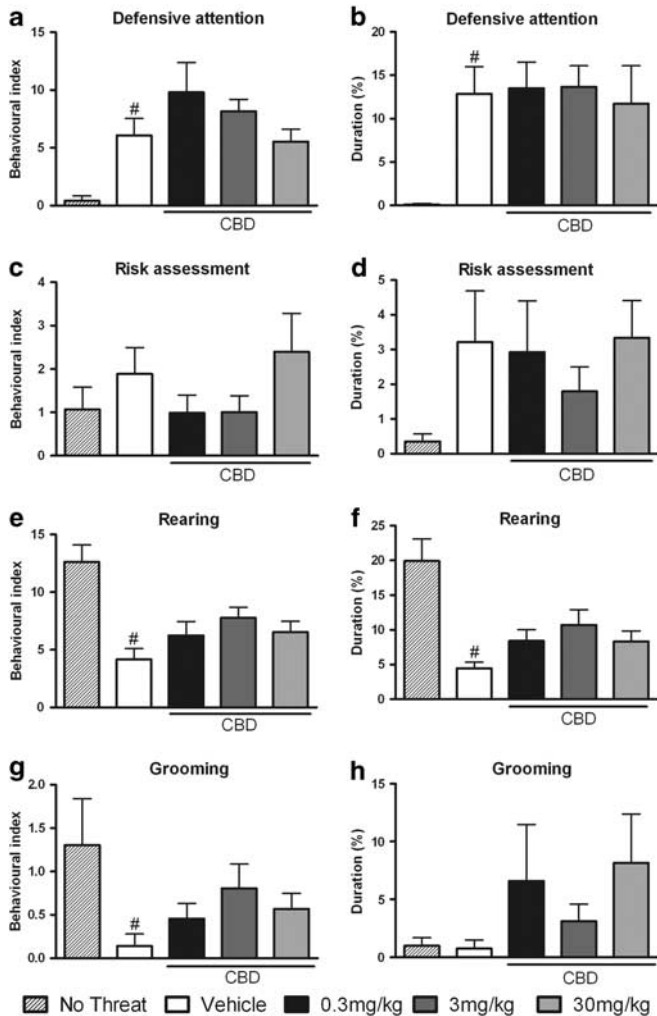 a Defensive attention
Behavioural index
15
10
5
0
#
CBD
b Defensive attention
Duration (%)
20
15
10
5
0
#
CBD
c Risk assessment
Behavioural index
4
3
2
1
0
CBD
d Risk assessment
Duration (%)
5
4
3
2
1
0
CBD
e Rearing
Behavioural index
15
10
5
0
#
CBD
f Rearing
Duration (%)
25
20
15
10
5
0
#
CBD
g Grooming
Behavioural index
2.0
1.5
1.0
0.5
0.0
#
CBD
h Grooming
Duration (%)
15
10
5
0
CBD
No Threat Vehicle 0.3mg/kg 3mg/kg 30mg/kg